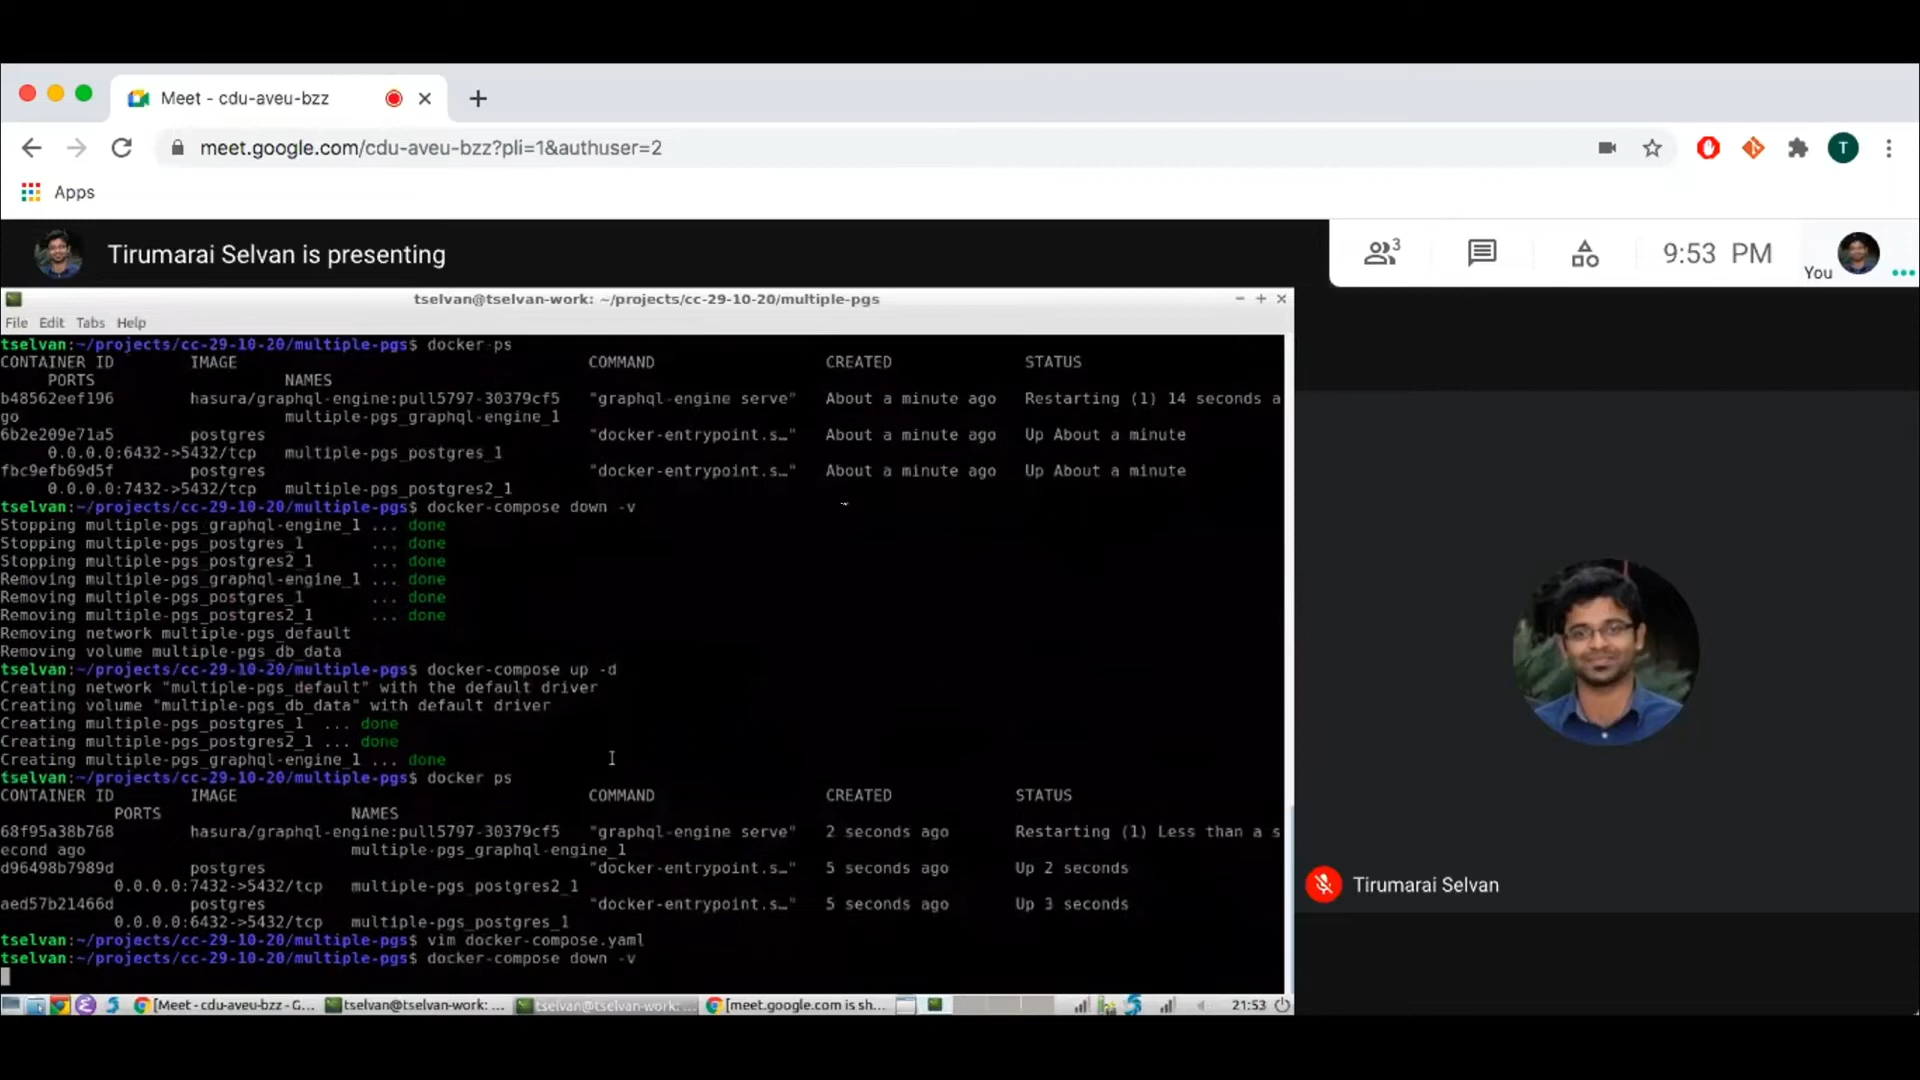 Meet - cdu-aveu-bzz
meet.google.com/cdu-aveu-bzz?pli=1&authuser=2
T
Apps
Tirumarai Selvan is presenting
3
9:53 PM
You
tselvan@tselvan-work: ~/projects/cc-29-10-20/multiple-pgs
File Edit Tabs Help
tselvan:~/projects/cc-29-10-20/multiple-pgs$ docker ps
CONTAINER ID IMAGE COMMAND CREATED STATUS
PORTS NAMES
b48562eef196 hasura/graphql-engine:pull5797-30379cf5 "graphql-engine serve" About a minute ago Restarting (1) 14 seconds a
go multiple-pgs_graphql-engine_1
6b2e209e71a5 postgres "docker-entrypoint.s…" About a minute ago Up About a minute
0.0.0.0:6432->5432/tcp multiple-pgs_postgres_1
fbc9efb69d5f postgres "docker-entrypoint.s…" About a minute ago Up About a minute
0.0.0.0:7432->5432/tcp multiple-pgs_postgres2_1
tselvan:~/projects/cc-29-10-20/multiple-pgs$ docker-compose down -v
Stopping multiple-pgs_graphql-engine_1 ... done
Stopping multiple-pgs_postgres_1 ... done
Stopping multiple-pgs_postgres2_1 ... done
Removing multiple-pgs_graphql-engine_1 ... done
Removing multiple-pgs_postgres_1 ... done
Removing multiple-pgs_postgres2_1 ... done
Removing network multiple-pgs_default
Removing volume multiple-pgs_db_data
tselvan:~/projects/cc-29-10-20/multiple-pgs$ docker-compose up -d
Creating network "multiple-pgs_default" with the default driver
Creating volume "multiple-pgs_db_data" with default driver
Creating multiple-pgs_postgres_1 ... done
Creating multiple-pgs_postgres2_1 ... done
Creating multiple-pgs_graphql-engine_1 ... done
tselvan:~/projects/cc-29-10-20/multiple-pgs$ docker ps
CONTAINER ID IMAGE COMMAND CREATED STATUS
PORTS NAMES
68f95a38b768 hasura/graphql-engine:pull5797-30379cf5 "graphql-engine serve" 2 seconds ago Restarting (1) Less than a s
econd ago multiple-pgs_graphql-engine_1
d96498b7989d postgres "docker-entrypoint.s…" 5 seconds ago Up 2 seconds
0.0.0.0:7432->5432/tcp multiple-pgs_postgres2_1
aed57b21466d postgres "docker-entrypoint.s…" 5 seconds ago Up 3 seconds
0.0.0.0:6432->5432/tcp multiple-pgs_postgres_1
tselvan:~/projects/cc-29-10-20/multiple-pgs$ vim docker-compose.yaml
tselvan:~/projects/cc-29-10-20/multiple-pgs$ docker-compose down -v
Tirumarai Selvan
[Meet - cdu-aveu-bzz - G... tselvan@tselvan-work: ... tselvan@tselvan-work: ... [meet.google.com is sh... 21:53